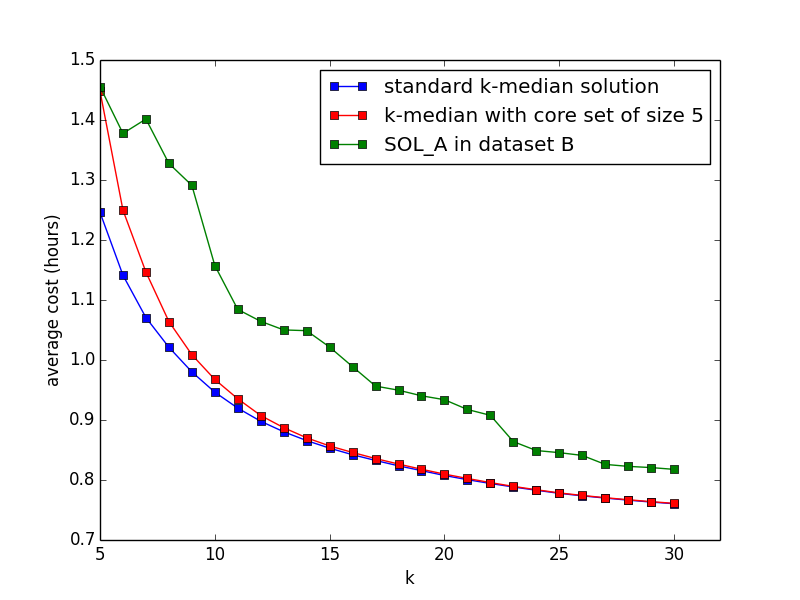 1.5
1.4
1.3
1.2
1.1
1.0
0.9
0.8
0.7
average cost (hours)
standard k-median solution
k-median with core set of size 5
SOL_A in dataset B
5 10 15 20 25 30
k